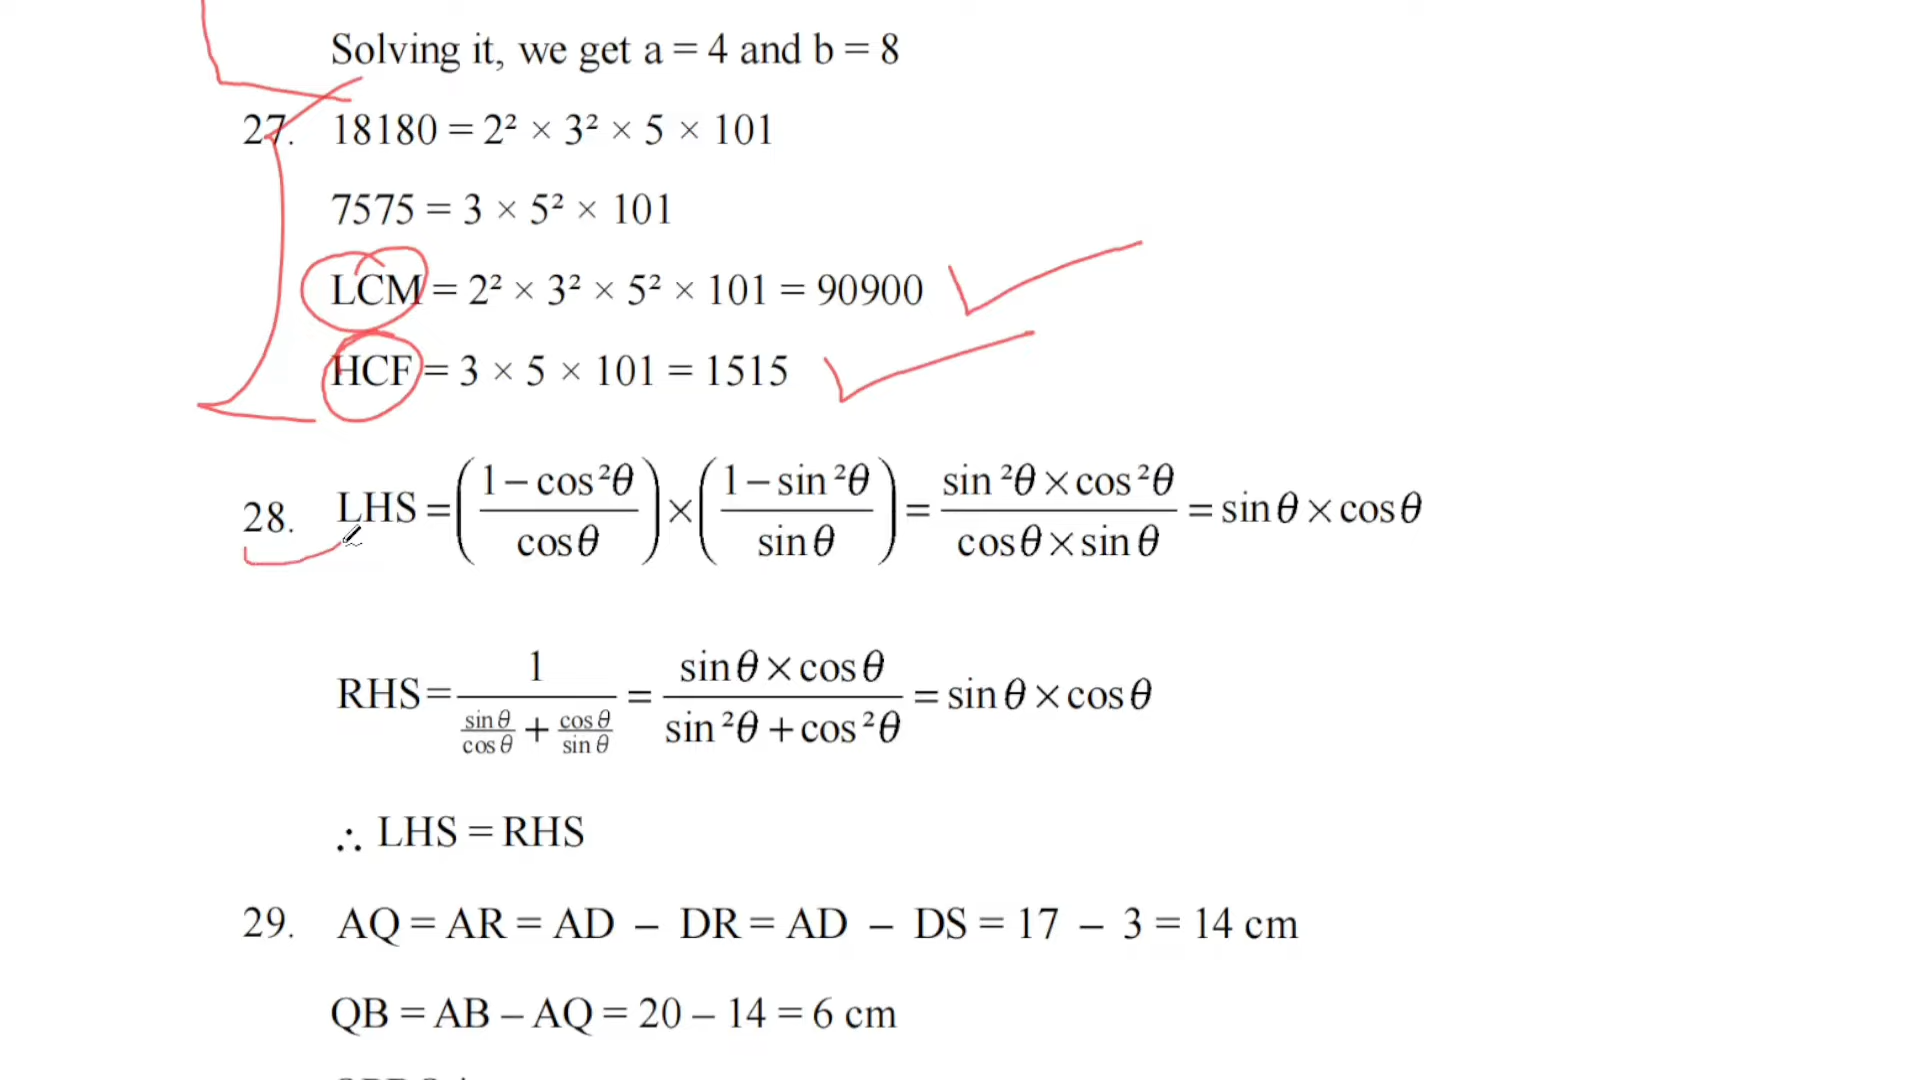 Solving it, we get a = 4 and b = 8
27. 18180 = 2² × 3² × 5 × 101
7575 = 3 × 5² × 101
LCM = 2² × 3² × 5² × 101 = 90900
HCF = 3 × 5 × 101 = 1515
28. LHS = ((1 – cos²θ)/(cosθ)) × ((1 – sin²θ)/(sinθ)) = (sin²θ × cos²θ)/(cosθ × sinθ) = sinθ × cosθ
RHS = 1/((sinθ/cosθ) + (cosθ/sinθ)) = (sinθ × cosθ)/(sin²θ + cos²θ) = sinθ × cosθ
∴ LHS = RHS
29. AQ = AR = AD – DR = AD – DS = 17 – 3 = 14 cm
QB = AB – AQ = 20 – 14 = 6 cm